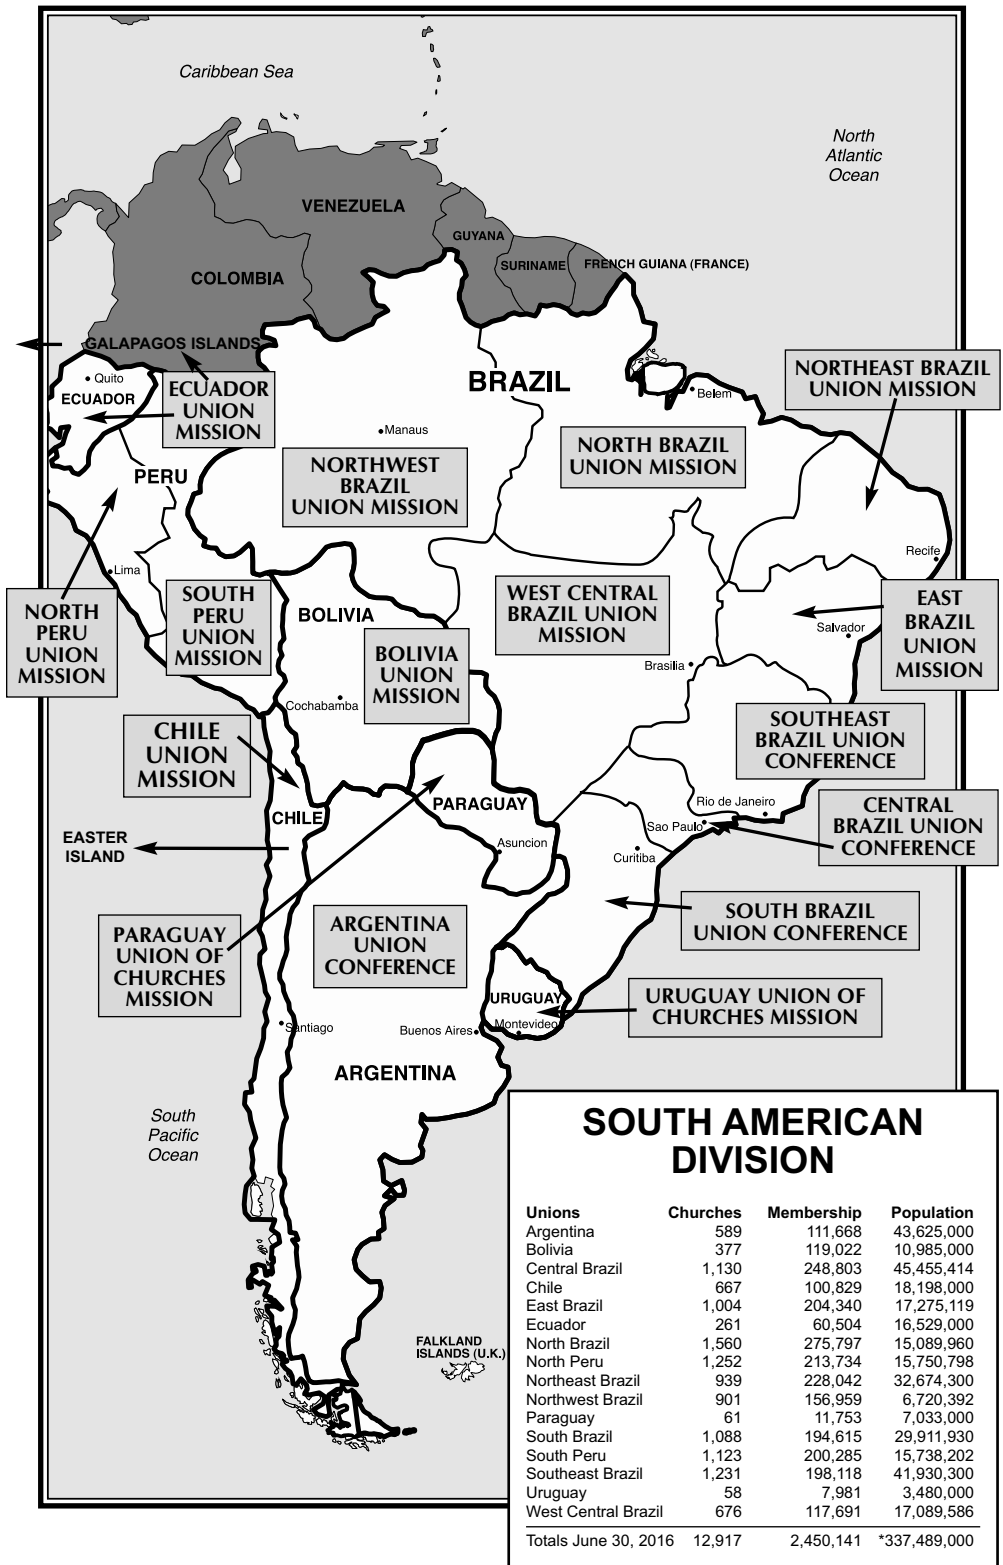 Caribbean Sea
North
Atlantic
Ocean
VENEZUELA
GUYANA
SURINAME
FRENCH GUIANA (FRANCE)
COLOMBIA
GALAPAGOS ISLANDS
Quito
ECUADOR
ECUADOR
UNION
MISSION
BRAZIL
Belem
NORTHEAST BRAZIL
UNION MISSION
Manaus
NORTH BRAZIL
UNION MISSION
PERU
NORTHWEST
BRAZIL
UNION MISSION
Recife
Lima
NORTH
PERU
UNION
MISSION
SOUTH
PERU
UNION
MISSION
BOLIVIA
WEST CENTRAL
BRAZIL UNION
MISSION
EAST
BRAZIL
UNION
MISSION
Salvador
BOLIVIA
UNION
MISSION
Brasilia
Cochabamba
CHILE
UNION
MISSION
SOUTHEAST
BRAZIL UNION
CONFERENCE
PARAGUAY
Rio de Janeiro
CHILE
CENTRAL
BRAZIL UNION
CONFERENCE
Sao Paulo
EASTER
ISLAND
Asuncion
Curitiba
PARAGUAY
UNION OF
CHURCHES
MISSION
ARGENTINA
UNION
CONFERENCE
SOUTH BRAZIL
UNION CONFERENCE
URUGUAY
URUGUAY UNION OF
CHURCHES MISSION
Santiago
Buenos Aires
Montevideo
ARGENTINA
South
Pacific
Ocean
FALKLAND
ISLANDS (U.K.)
SOUTH AMERICAN
DIVISION
Unions Churches Membership Population
Argentina 589 111,668 43,625,000
Bolivia 377 119,022 10,985,000
Central Brazil 1,130 248,803 45,455,414
Chile 667 100,829 18,198,000
East Brazil 1,004 204,340 17,275,119
Ecuador 261 60,504 16,529,000
North Brazil 1,560 275,797 15,089,960
North Peru 1,252 213,734 15,750,798
Northeast Brazil 939 228,042 32,674,300
Northwest Brazil 901 156,959 6,720,392
Paraguay 61 11,753 7,033,000
South Brazil 1,088 194,615 29,911,930
South Peru 1,123 200,285 15,738,202
Southeast Brazil 1,231 198,118 41,930,300
Uruguay 58 7,981 3,480,000
West Central Brazil 676 117,691 17,089,586
Totals June 30, 2016 12,917 2,450,141 *337,489,000